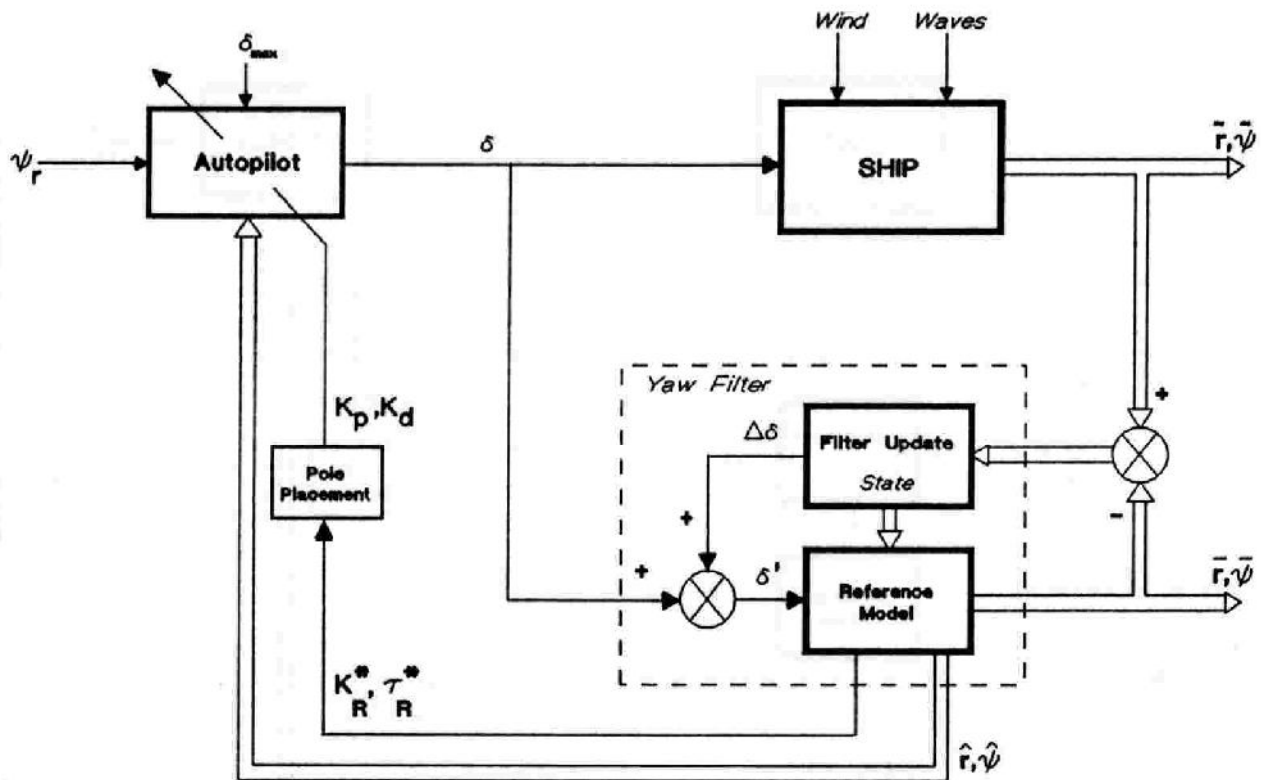 Wind Waves
δmax
ψr
Autopilot
δ
SHIP
r̃,ψ̃
Yaw Filter
+
Kp,Kd
Δδ
Filter Update
State
Pole
Placement
+
-
+
δ'
Reference
Model
r̄,ψ̄
K*R, τ*R
r̂,ψ̂